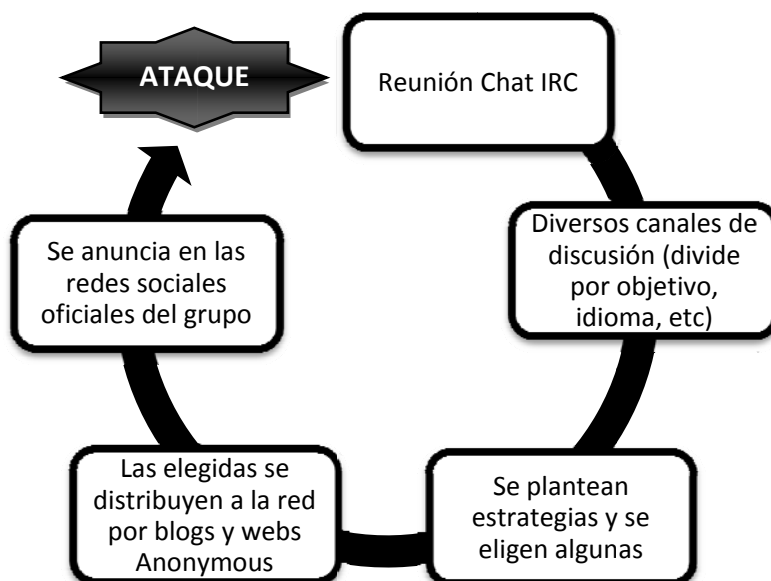 ATAQUE
Reunión Chat IRC
Diversos canales de
discusión (divide
por objetivo,
idioma, etc)
Se plantean
estrategias y se
eligen algunas
Las elegidas se
distribuyen a la red
por blogs y webs
Anonymous
Se anuncia en las
redes sociales
oficiales del grupo